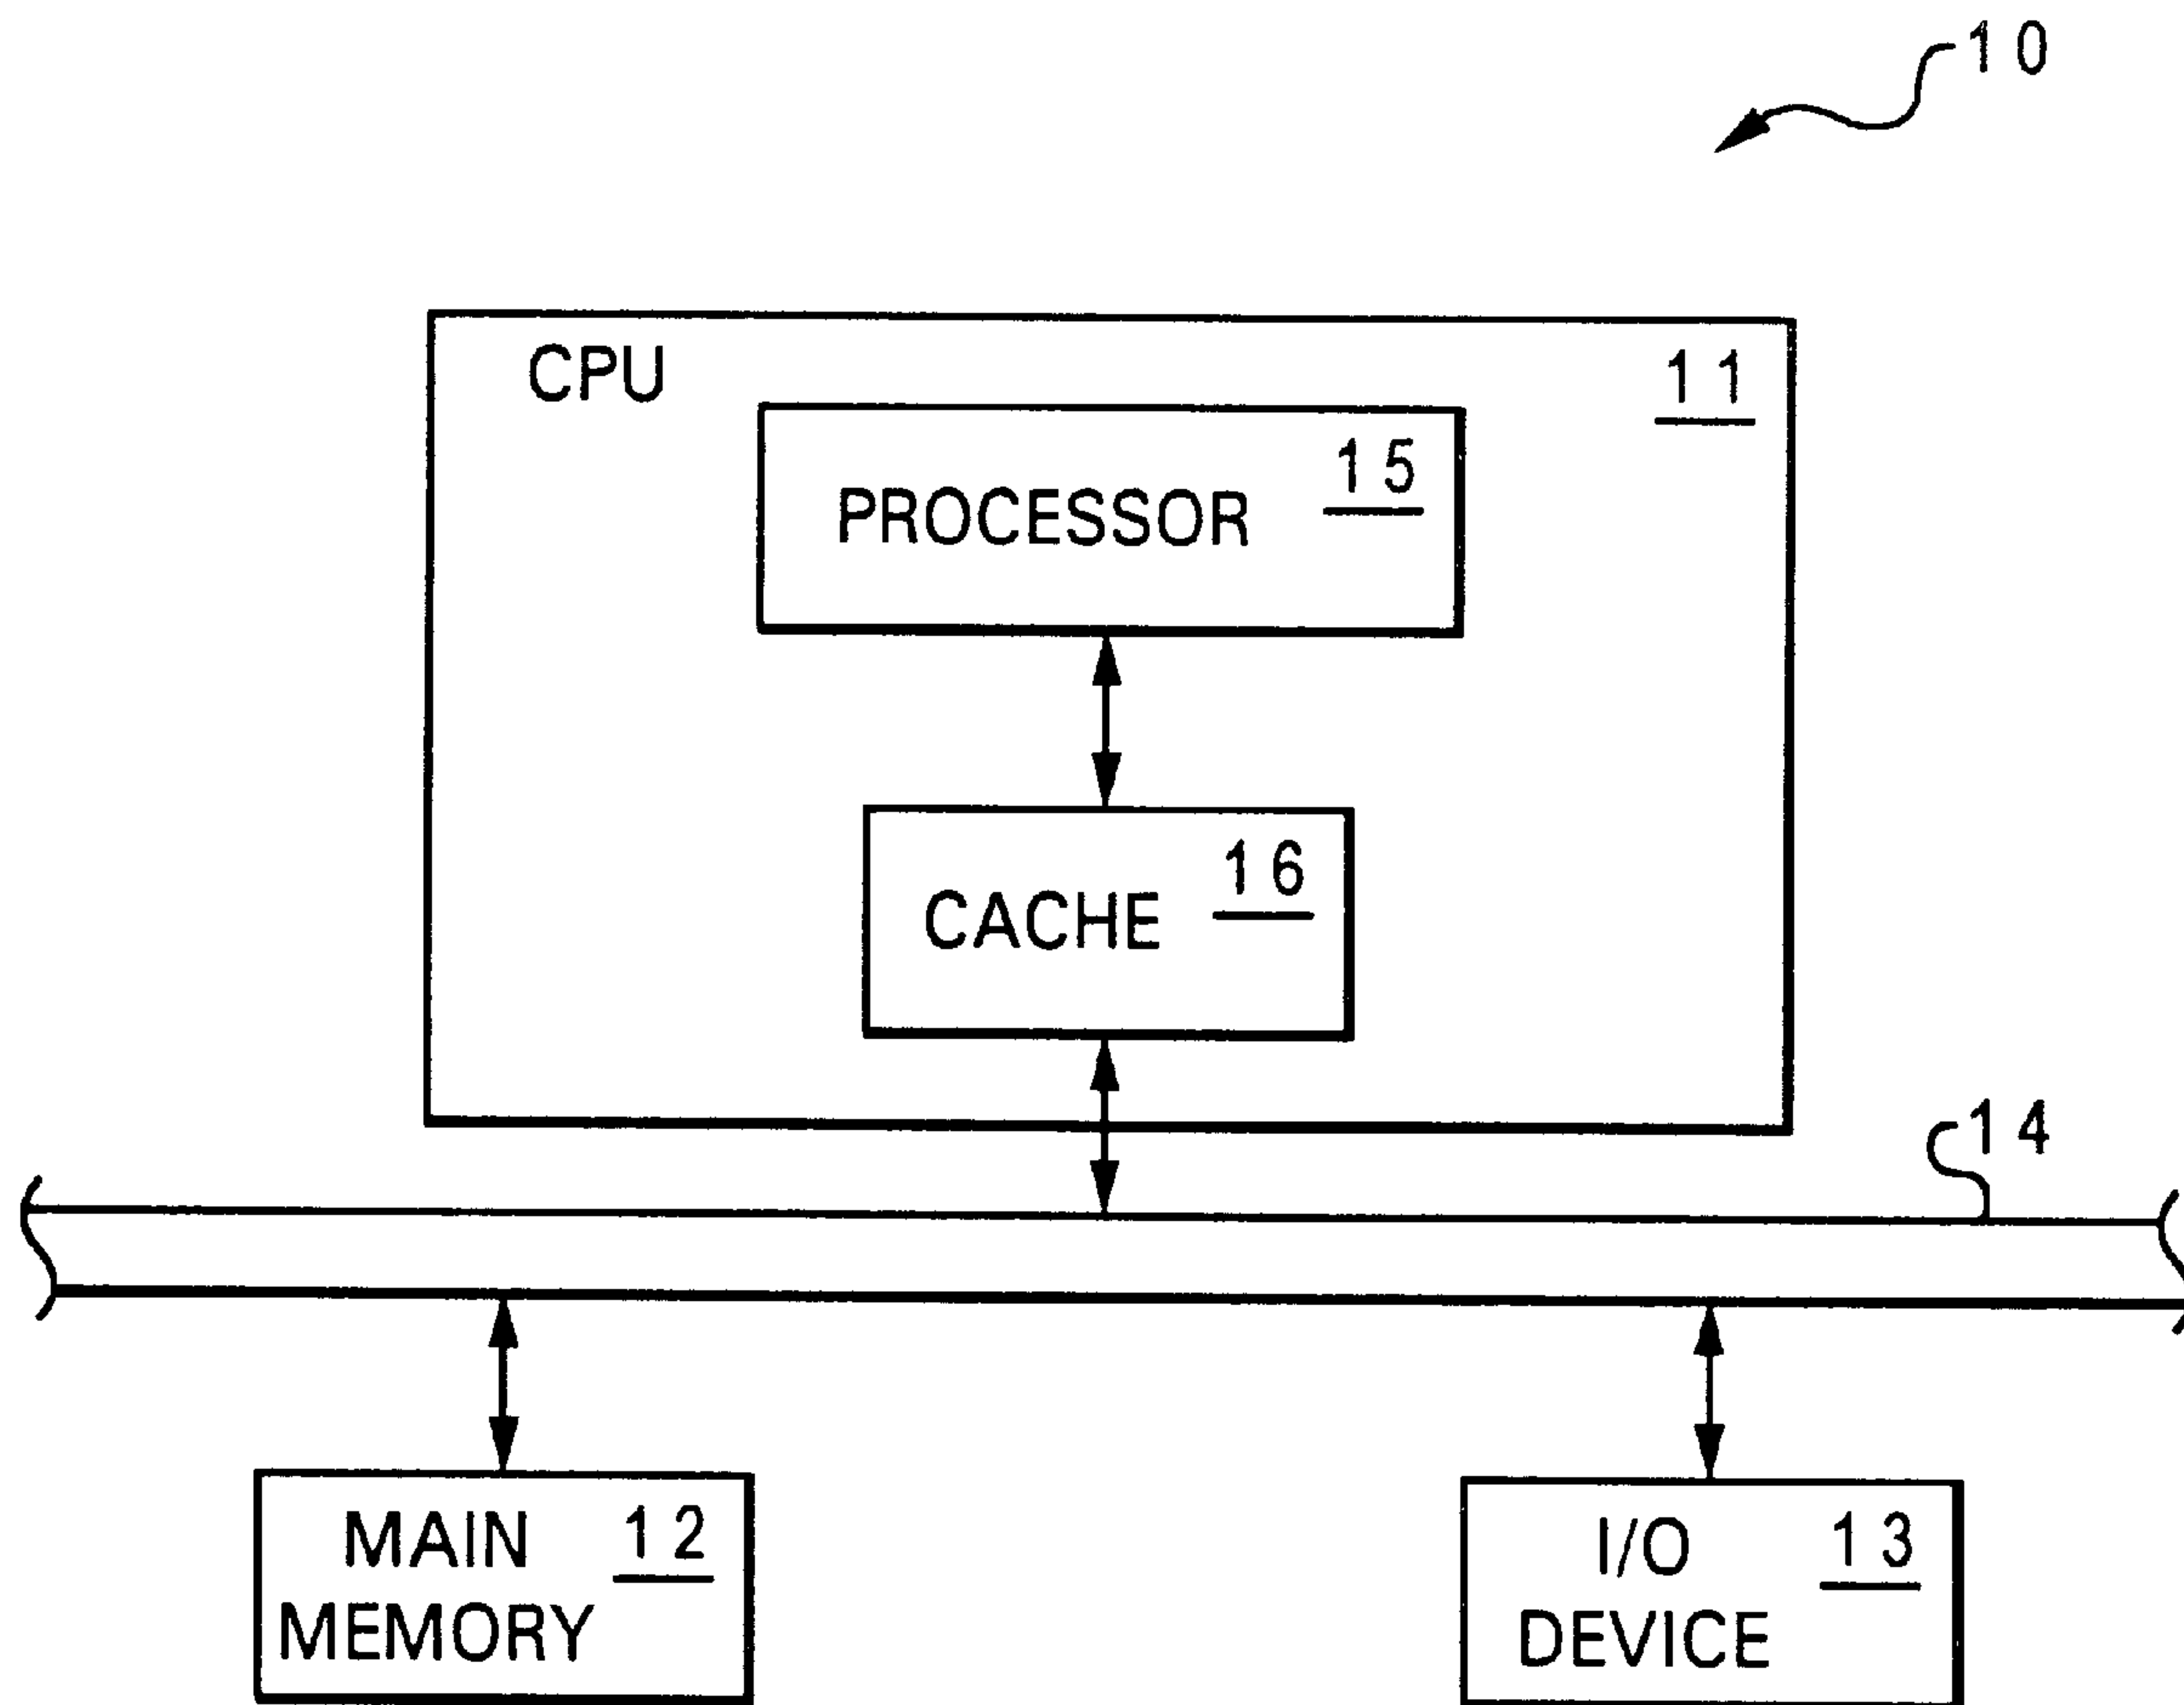 10
CPU
11
PROCESSOR
15
CACHE
16
14
MAIN
MEMORY
12
I/O
DEVICE
13